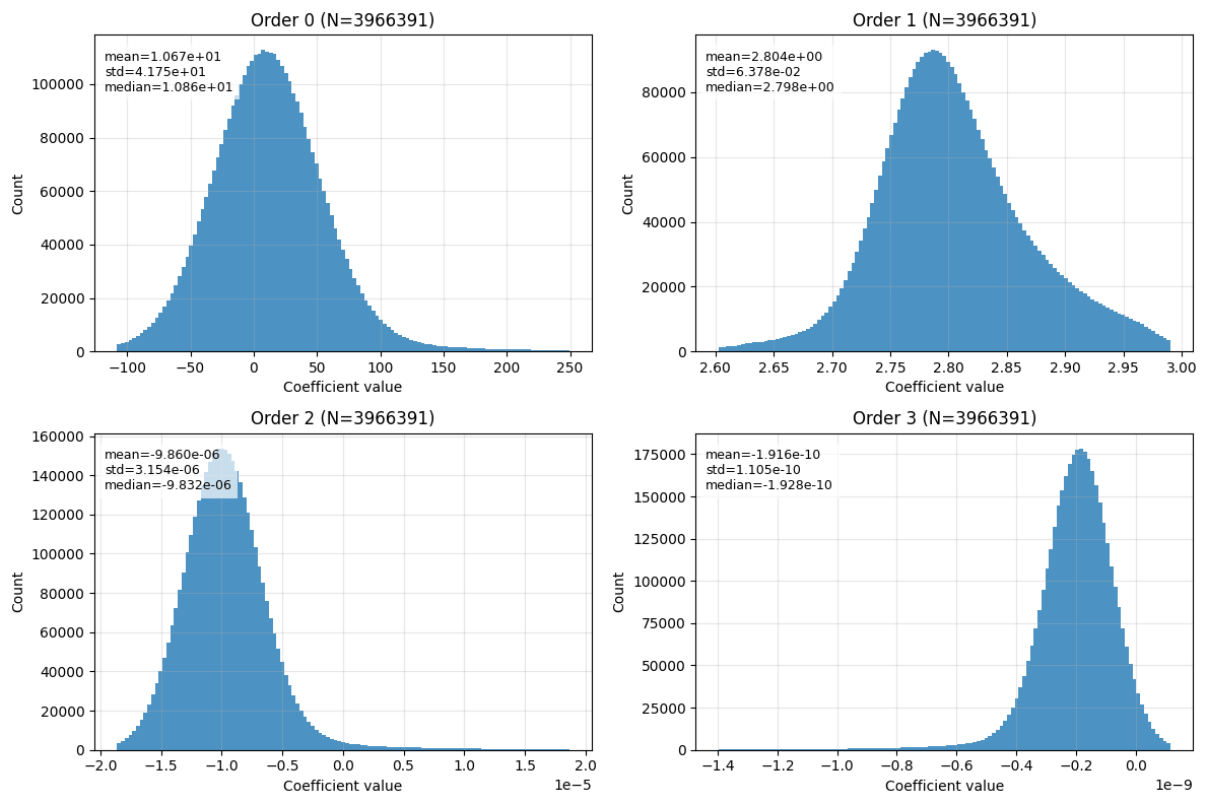 Order 0 (N=3966391)
mean=1.067e+01
std=4.175e+01
median=1.086e+01
Count
100000
80000
60000
40000
20000
0
−100 −50 0 50 100 150 200 250
Coefficient value
Order 1 (N=3966391)
mean=2.804e+00
std=6.378e-02
median=2.798e+00
Count
80000
60000
40000
20000
0
2.60 2.65 2.70 2.75 2.80 2.85 2.90 2.95 3.00
Coefficient value
Order 2 (N=3966391)
mean=-9.860e-06
std=3.154e-06
median=-9.832e-06
Count
160000
140000
120000
100000
80000
60000
40000
20000
0
−2.0 −1.5 −1.0 −0.5 0.0 0.5 1.0 1.5 2.0
1e−5
Coefficient value
Order 3 (N=3966391)
mean=-1.916e-10
std=1.105e-10
median=-1.928e-10
Count
175000
150000
125000
100000
75000
50000
25000
0
−1.4 −1.2 −1.0 −0.8 −0.6 −0.4 −0.2 0.0
1e−9
Coefficient value